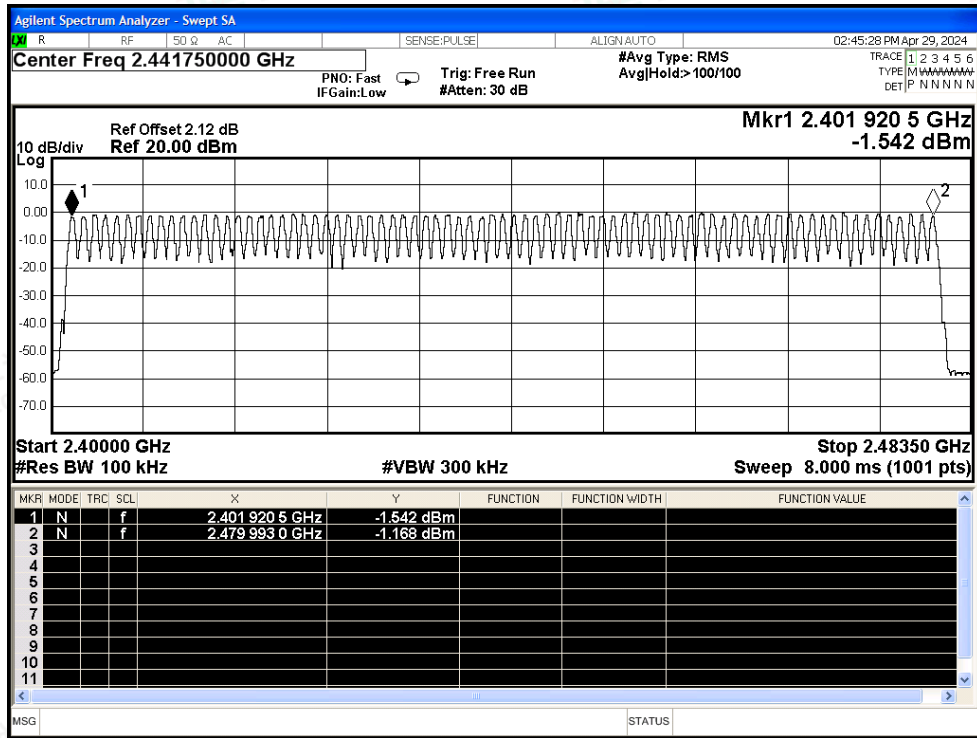 Agilent Spectrum Analyzer - Swept SA
LXI R RF 50 Ω AC SENSE:PULSE ALIGN AUTO 02:45:28 PM Apr 29, 2024
Center Freq 2.441750000 GHz
PNO: Fast
IFGain:Low
Trig: Free Run
#Atten: 30 dB
#Avg Type: RMS
Avg|Hold:>100/100
TRACE 1 2 3 4 5 6
TYPE M
DET P N N N N N
Ref Offset 2.12 dB
10 dB/div Ref 20.00 dBm
Log
Mkr1 2.401 920 5 GHz
-1.542 dBm
10.0
0.00
-10.0
-20.0
-30.0
-40.0
-50.0
-60.0
-70.0
1
2
Start 2.40000 GHz Stop 2.48350 GHz
#Res BW 100 kHz #VBW 300 kHz Sweep 8.000 ms (1001 pts)
MKR MODE TRC SCL X Y FUNCTION FUNCTION WIDTH FUNCTION VALUE
1 N f 2.401 920 5 GHz -1.542 dBm
2 N f 2.479 993 0 GHz -1.168 dBm
3
4
5
6
7
8
9
10
11
MSG STATUS